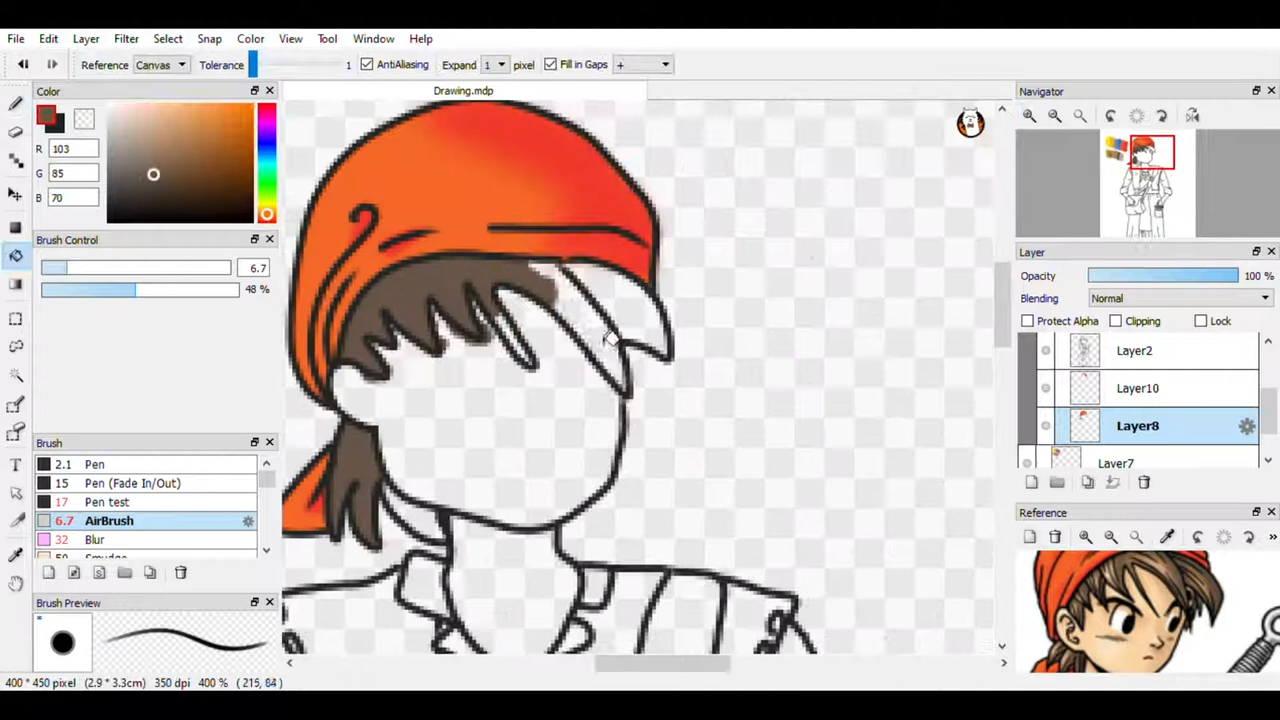 File Edit Layer Filter Select Snap Color View Tool Window Help
Reference Canvas Tolerance 1 AntiAliasing Expand 1 pixel Fill in Gaps +
Color
R 103
G 85
B 70
Brush Control
6.7
48 %
Brush
2.1 Pen
15 Pen (Fade In/Out)
17 Pen test
6.7 AirBrush
32 Blur
50 Smudge
Brush Preview
400 * 450 pixel (2.9 * 3.3cm) 350 dpi 400 % ( 215, 84 )
Drawing.mdp
Navigator
Layer
Opacity 100 %
Blending Normal
Protect Alpha Clipping Lock
Layer2
Layer10
Layer8
Layer7
Reference